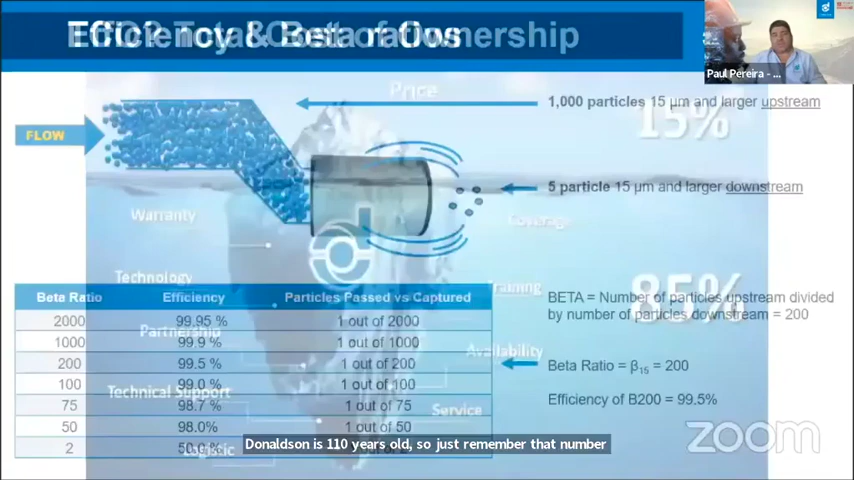 Efficiency & Beta ratios
TCO? Total Cost of Ownership
Paul Pereira - ...
Price
1,000 particles 15 µm and larger upstream
15%
FLOW
5 particle 15 µm and larger downstream
Warranty
Coverage
Technology
Training
85%
Beta Ratio Efficiency Particles Passed vs Captured
2000 99.95 % 1 out of 2000
1000 99.9 % 1 out of 1000
200 99.5 % 1 out of 200
100 99.0 % 1 out of 100
75 98.7 % 1 out of 75
50 98.0% 1 out of 50
2 50.0 %
BETA = Number of particles upstream divided
by number of particles downstream = 200
Partnership
Availability
Beta Ratio = β₁₅ = 200
Technical Support
Service
Efficiency of B200 = 99.5%
Logistic
Donaldson is 110 years old, so just remember that number
zoom